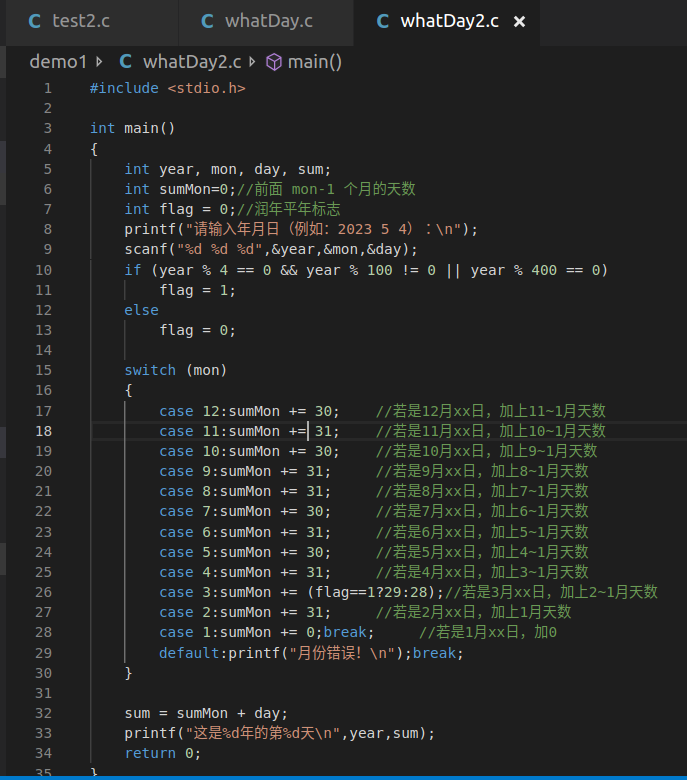 test2.c whatDay.c whatDay2.c ×
demo1 > C whatDay2.c > main()
1 #include <stdio.h>
2
3 int main()
4 {
5 int year, mon, day, sum;
6 int sumMon=0;//前面 mon-1 个月的天数
7 int flag = 0;//润年平年标志
8 printf("请输入年月日（例如：2023 5 4）：\n");
9 scanf("%d %d %d",&year,&mon,&day);
10 if (year % 4 == 0 && year % 100 != 0 || year % 400 == 0)
11 flag = 1;
12 else
13 flag = 0;
14
15 switch (mon)
16 {
17 case 12:sumMon += 30; //若是12月xx日，加上11~1月天数
18 case 11:sumMon += 31; //若是11月xx日，加上10~1月天数
19 case 10:sumMon += 30; //若是10月xx日，加上9~1月天数
20 case 9:sumMon += 31; //若是9月xx日，加上8~1月天数
21 case 8:sumMon += 31; //若是8月xx日，加上7~1月天数
22 case 7:sumMon += 30; //若是7月xx日，加上6~1月天数
23 case 6:sumMon += 31; //若是6月xx日，加上5~1月天数
24 case 5:sumMon += 30; //若是5月xx日，加上4~1月天数
25 case 4:sumMon += 31; //若是4月xx日，加上3~1月天数
26 case 3:sumMon += (flag==1?29:28);//若是3月xx日，加上2~1月天数
27 case 2:sumMon += 31; //若是2月xx日，加上1月天数
28 case 1:sumMon += 0;break; //若是1月xx日，加0
29 default:printf("月份错误！\n");break;
30 }
31
32 sum = sumMon + day;
33 printf("这是%d年的第%d天\n",year,sum);
34 return 0;
35 }